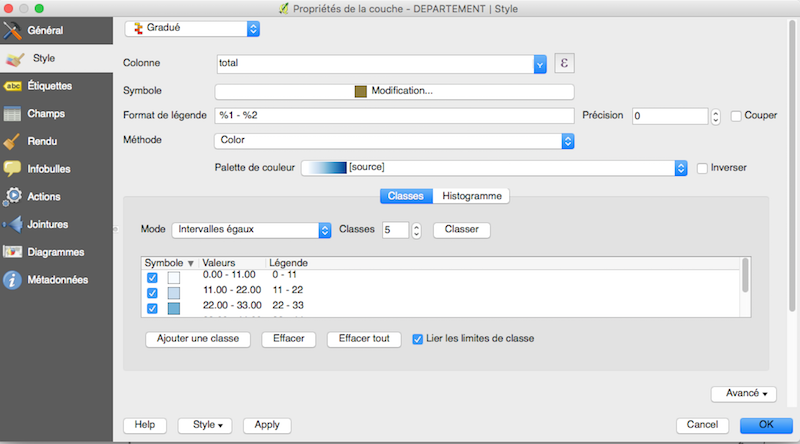 Propriétés de la couche - DEPARTEMENT | Style
Général
Style
abc Étiquettes
Champs
Rendu
Infobulles
Actions
Jointures
Diagrammes
Métadonnées
Gradué
Colonne total ε
Symbole Modification...
Format de légende %1 - %2 Précision 0 Couper
Méthode Color
Palette de couleur [source] Inverser
Classes Histogramme
Mode Intervalles égaux Classes 5 Classer
Symbole Valeurs Légende
0.00 - 11.00 0 - 11
11.00 - 22.00 11 - 22
22.00 - 33.00 22 - 33
Ajouter une classe Effacer Effacer tout Lier les limites de classe
Avancé
Help Style Apply Cancel OK